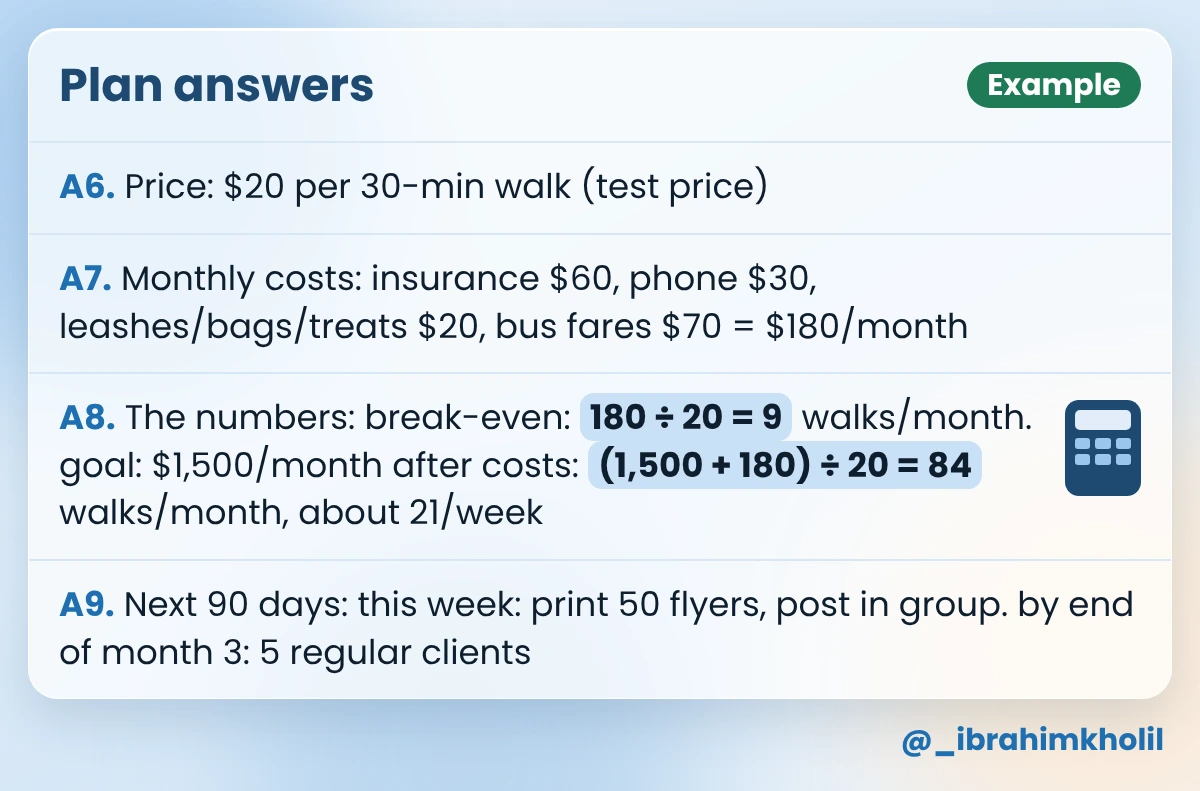 Plan answers
Example
A6. Price: $20 per 30-min walk (test price)
A7. Monthly costs: insurance $60, phone $30,
leashes/bags/treats $20, bus fares $70 = $180/month
A8. The numbers: break-even: 180 ÷ 20 = 9 walks/month.
goal: $1,500/month after costs: (1,500 + 180) ÷ 20 = 84
walks/month, about 21/week
A9. Next 90 days: this week: print 50 flyers, post in group. by end
of month 3: 5 regular clients
@_ibrahimkholil